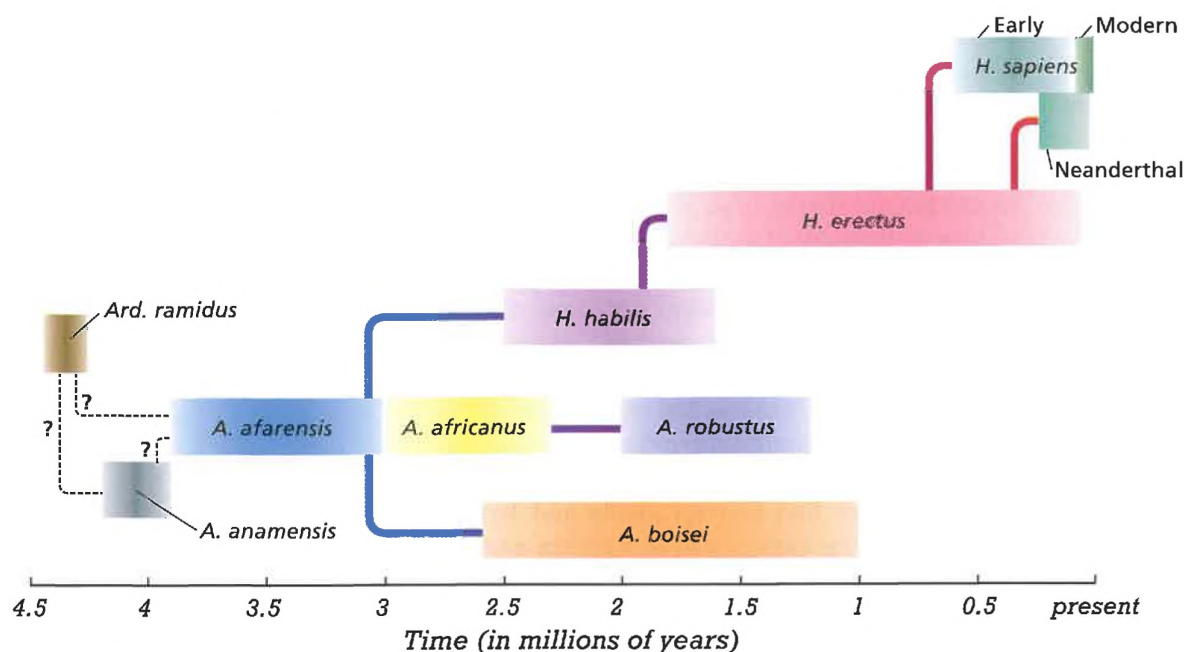 Early
Modern
H. sapiens
Neanderthal
H. erectus
Ard. ramidus
H. habilis
?
?
A. afarensis
A. africanus
A. robustus
?
A. anamensis
A. boisei
4.5 4 3.5 3 2.5 2 1.5 1 0.5 present
Time (in millions of years)